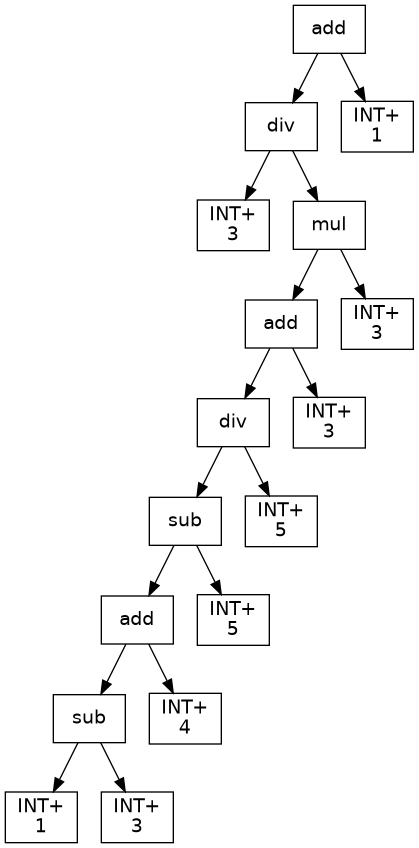 add
div
INT+
1
INT+
3
mul
add
INT+
3
div
INT+
3
sub
INT+
5
add
INT+
5
sub
INT+
4
INT+
1
INT+
3